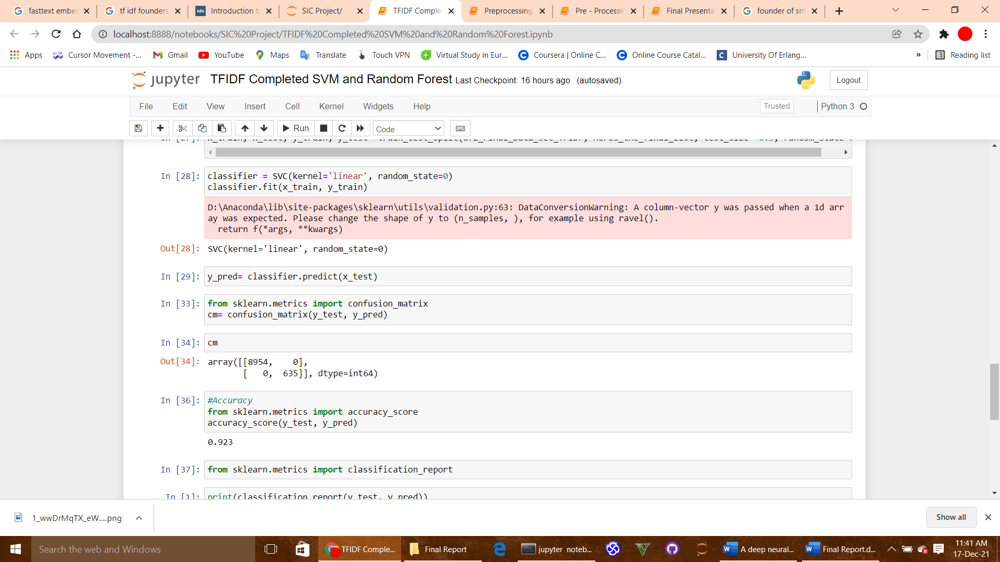 fasttext embe
tf idf founders
tds Introduction to
SIC Project/
TFIDF Comple
Preprocessing
Pre - Processin
Final Presenta
founder of sm
localhost:8888/notebooks/SIC%20Project/TFIDF%20Completed%20SVM%20and%20Random%20Forest.ipynb
Apps Cursor Movement -... Gmail YouTube Maps Translate Touch VPN Virtual Study in Eur... Coursera | Online C... Online Course Catal... University Of Erlang... » Reading list
jupyter TFIDF Completed SVM and Random Forest Last Checkpoint: 16 hours ago (autosaved) Logout
File Edit View Insert Cell Kernel Widgets Help Trusted Python 3
Run Code
In [28]: classifier = SVC(kernel='linear', random_state=0)
classifier.fit(x_train, y_train)
D:\Anaconda\lib\site-packages\sklearn\utils\validation.py:63: DataConversionWarning: A column-vector y was passed when a 1d arr
ay was expected. Please change the shape of y to (n_samples, ), for example using ravel().
return f(*args, **kwargs)
Out[28]: SVC(kernel='linear', random_state=0)
In [29]: y_pred= classifier.predict(x_test)
In [33]: from sklearn.metrics import confusion_matrix
cm= confusion_matrix(y_test, y_pred)
In [34]: cm
Out[34]: array([[8954, 0],
[ 0, 635]], dtype=int64)
In [36]: #Accuracy
from sklearn.metrics import accuracy_score
accuracy_score(y_test, y_pred)
0.923
In [37]: from sklearn.metrics import classification_report
In [1]: print(classification_report(y_test, y_pred))
1_wwDrMqTX_eW....png Show all
Search the web and Windows TFIDF Comple... Final Report jupyter noteb... A deep neural... Final Report.d... 11:41 AM
17-Dec-21